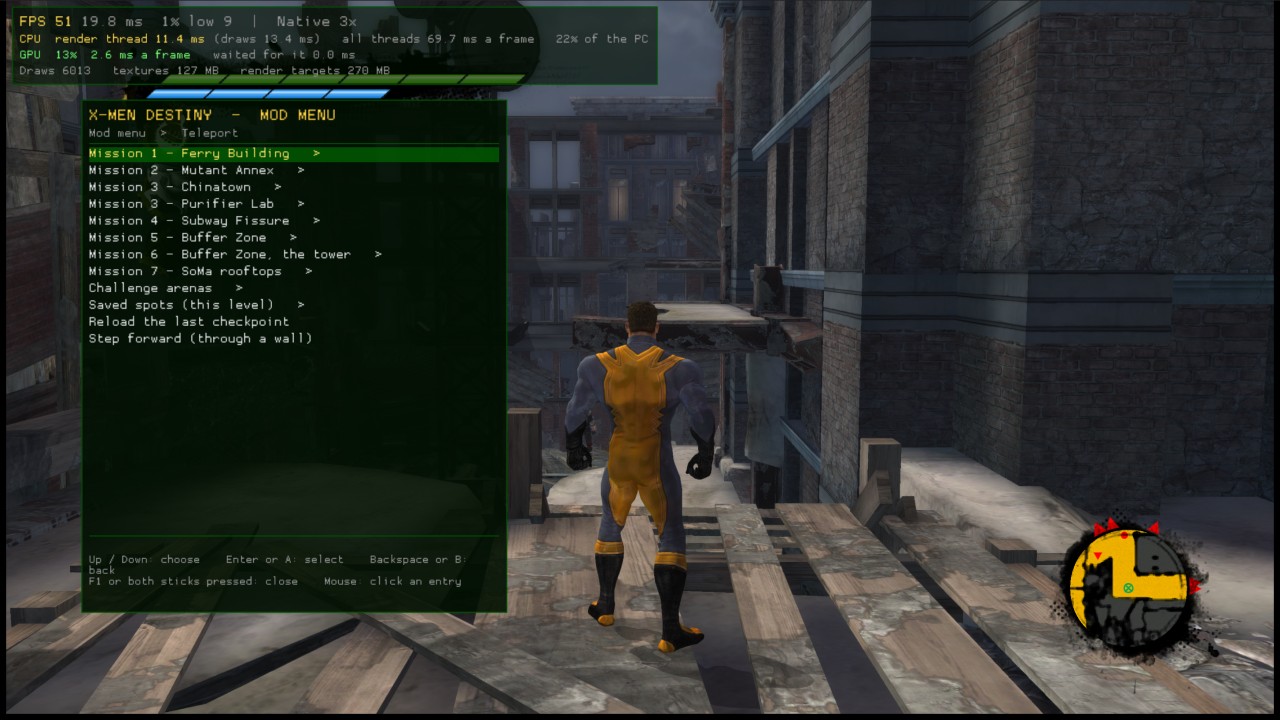 FPS 51 19.8 ms 1% low 9 | Native 3x
CPU render thread 11.4 ms (draws 13.4 ms) all threads 69.7 ms a frame 22% of the PC
GPU 13% 2.6 ms a frame waited for it 0.0 ms
Draws 6013 textures 127 MB render targets 270 MB
X-MEN DESTINY - MOD MENU
Mod menu > Teleport
Mission 1 - Ferry Building >
Mission 2 - Mutant Annex >
Mission 3 - Chinatown >
Mission 3 - Purifier Lab >
Mission 4 - Subway Fissure >
Mission 5 - Buffer Zone >
Mission 6 - Buffer Zone, the tower >
Mission 7 - SoMa rooftops >
Challenge arenas >
Saved spots (this level) >
Reload the last checkpoint
Step forward (through a wall)
Up / Down: choose Enter or A: select Backspace or B:
back
F1 or both sticks pressed: close Mouse: click an entry